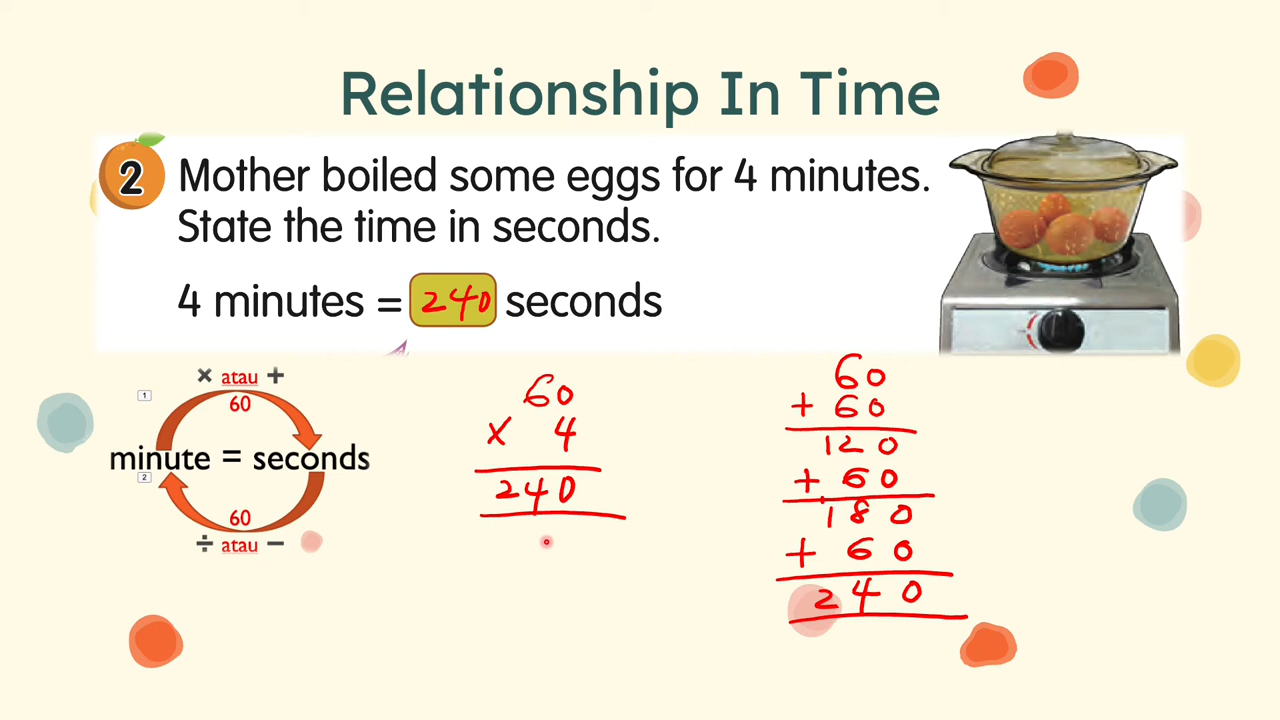 Relationship In Time
2 Mother boiled some eggs for 4 minutes.
State the time in seconds.
4 minutes = 240 seconds
× atau +
1
60
minute = seconds
2
60
÷ atau −
60
× 4
240
60
+ 60
120
+ 60
180
+ 60
240